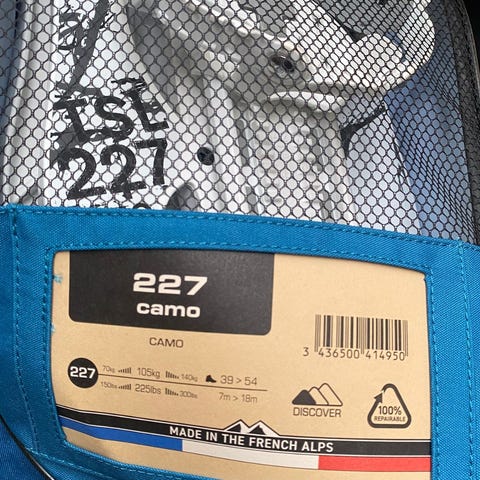 TSL
227
227
camo
CAMO
3 436500 414950
227
70kg 105kg 140kg
150lbs 225lbs 300lbs
39 > 54
7m > 18m
DISCOVER
100%
REPAIRABLE
MADE IN THE FRENCH ALPS